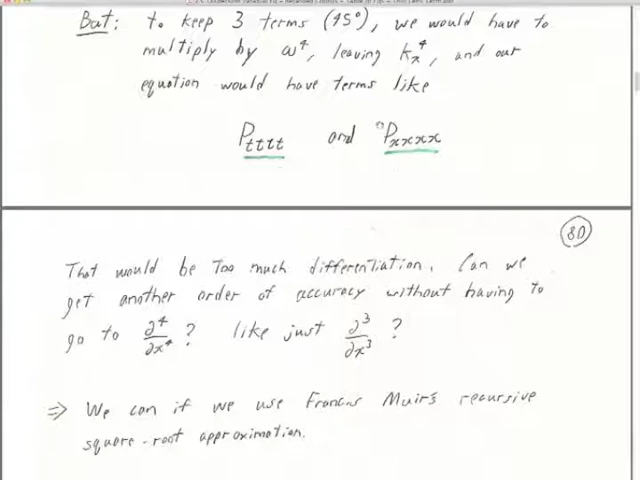 But: to keep 3 terms (45°), we would have to
multiply by ω⁴, leaving kₓ⁴, and our
equation would have terms like
Ptttt and Pxxxx
80
That would be too much differentiation. Can we
get another order of accuracy without having to
go to ∂⁴/∂x⁴ ? like just ∂³/∂x³ ?
⇒ We can if we use Francis Muir's recursive
square-root approximation.